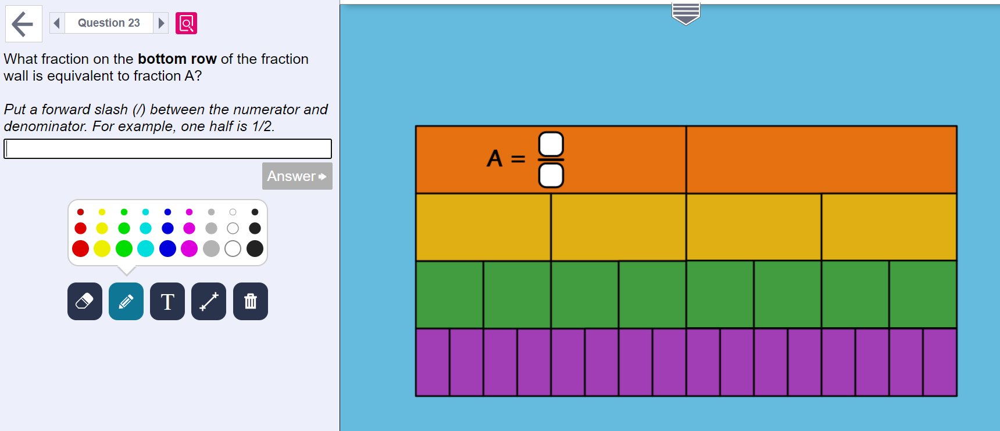 Question 23
What fraction on the bottom row of the fraction
wall is equivalent to fraction A?
Put a forward slash (/) between the numerator and
denominator. For example, one half is 1/2.
Answer
T
A =